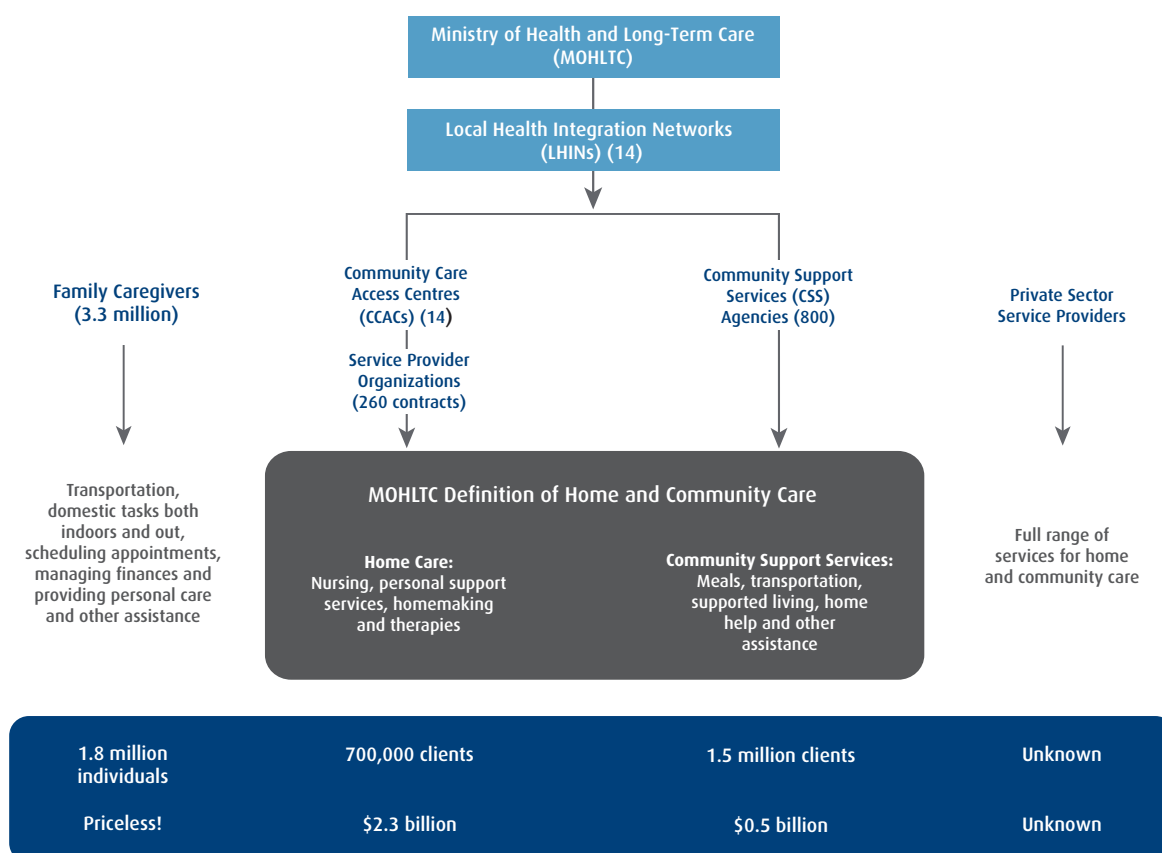 Ministry of Health and Long-Term Care
(MOHLTC)
Local Health Integration Networks
(LHINs) (14)
Family Caregivers
(3.3 million)
Community Care
Access Centres
(CCACs) (14)
Service Provider
Organizations
(260 contracts)
Community Support
Services (CSS)
Agencies (800)
Private Sector
Service Providers
Transportation,
domestic tasks both
indoors and out,
scheduling appointments,
managing finances and
providing personal care
and other assistance
MOHLTC Definition of Home and Community Care
Home Care:
Nursing, personal support
services, homemaking
and therapies
Community Support Services:
Meals, transportation,
supported living, home
help and other
assistance
Full range of
services for home
and community care
1.8 million
individuals
700,000 clients
1.5 million clients
Unknown
Priceless!
$2.3 billion
$0.5 billion
Unknown